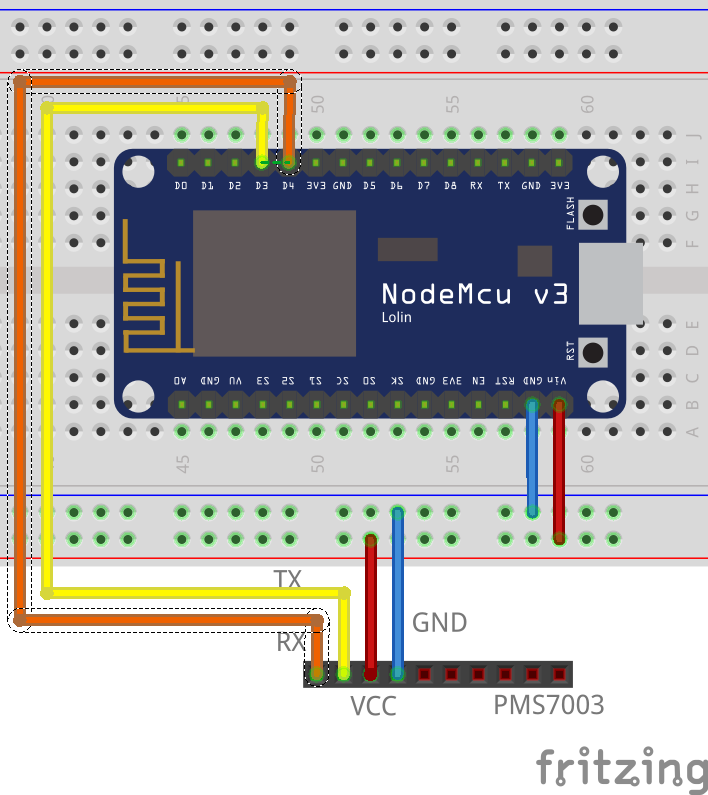 50 55 60
J
I
H
G
F
D0 D1 D2 D3 D4 3V3 GND D5 D6 D7 D8 RX TX GND 3V3
FLASH
NodeMcu v3
Lolin
RST
A0 GND VU S3 S2 S1 SC S0 SK GND 3V3 EN RST GND Vin
E
D
C
B
A
45 50 55 60
TX
RX
GND
VCC
PMS7003
fritzing